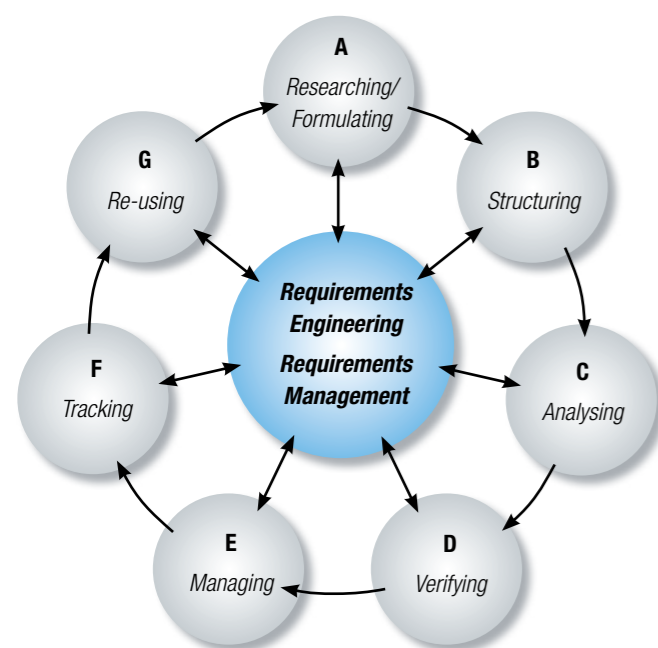 A
Researching/
Formulating
B
Structuring
C
Analysing
D
Verifying
E
Managing
F
Tracking
G
Re-using
Requirements
Engineering
Requirements
Management